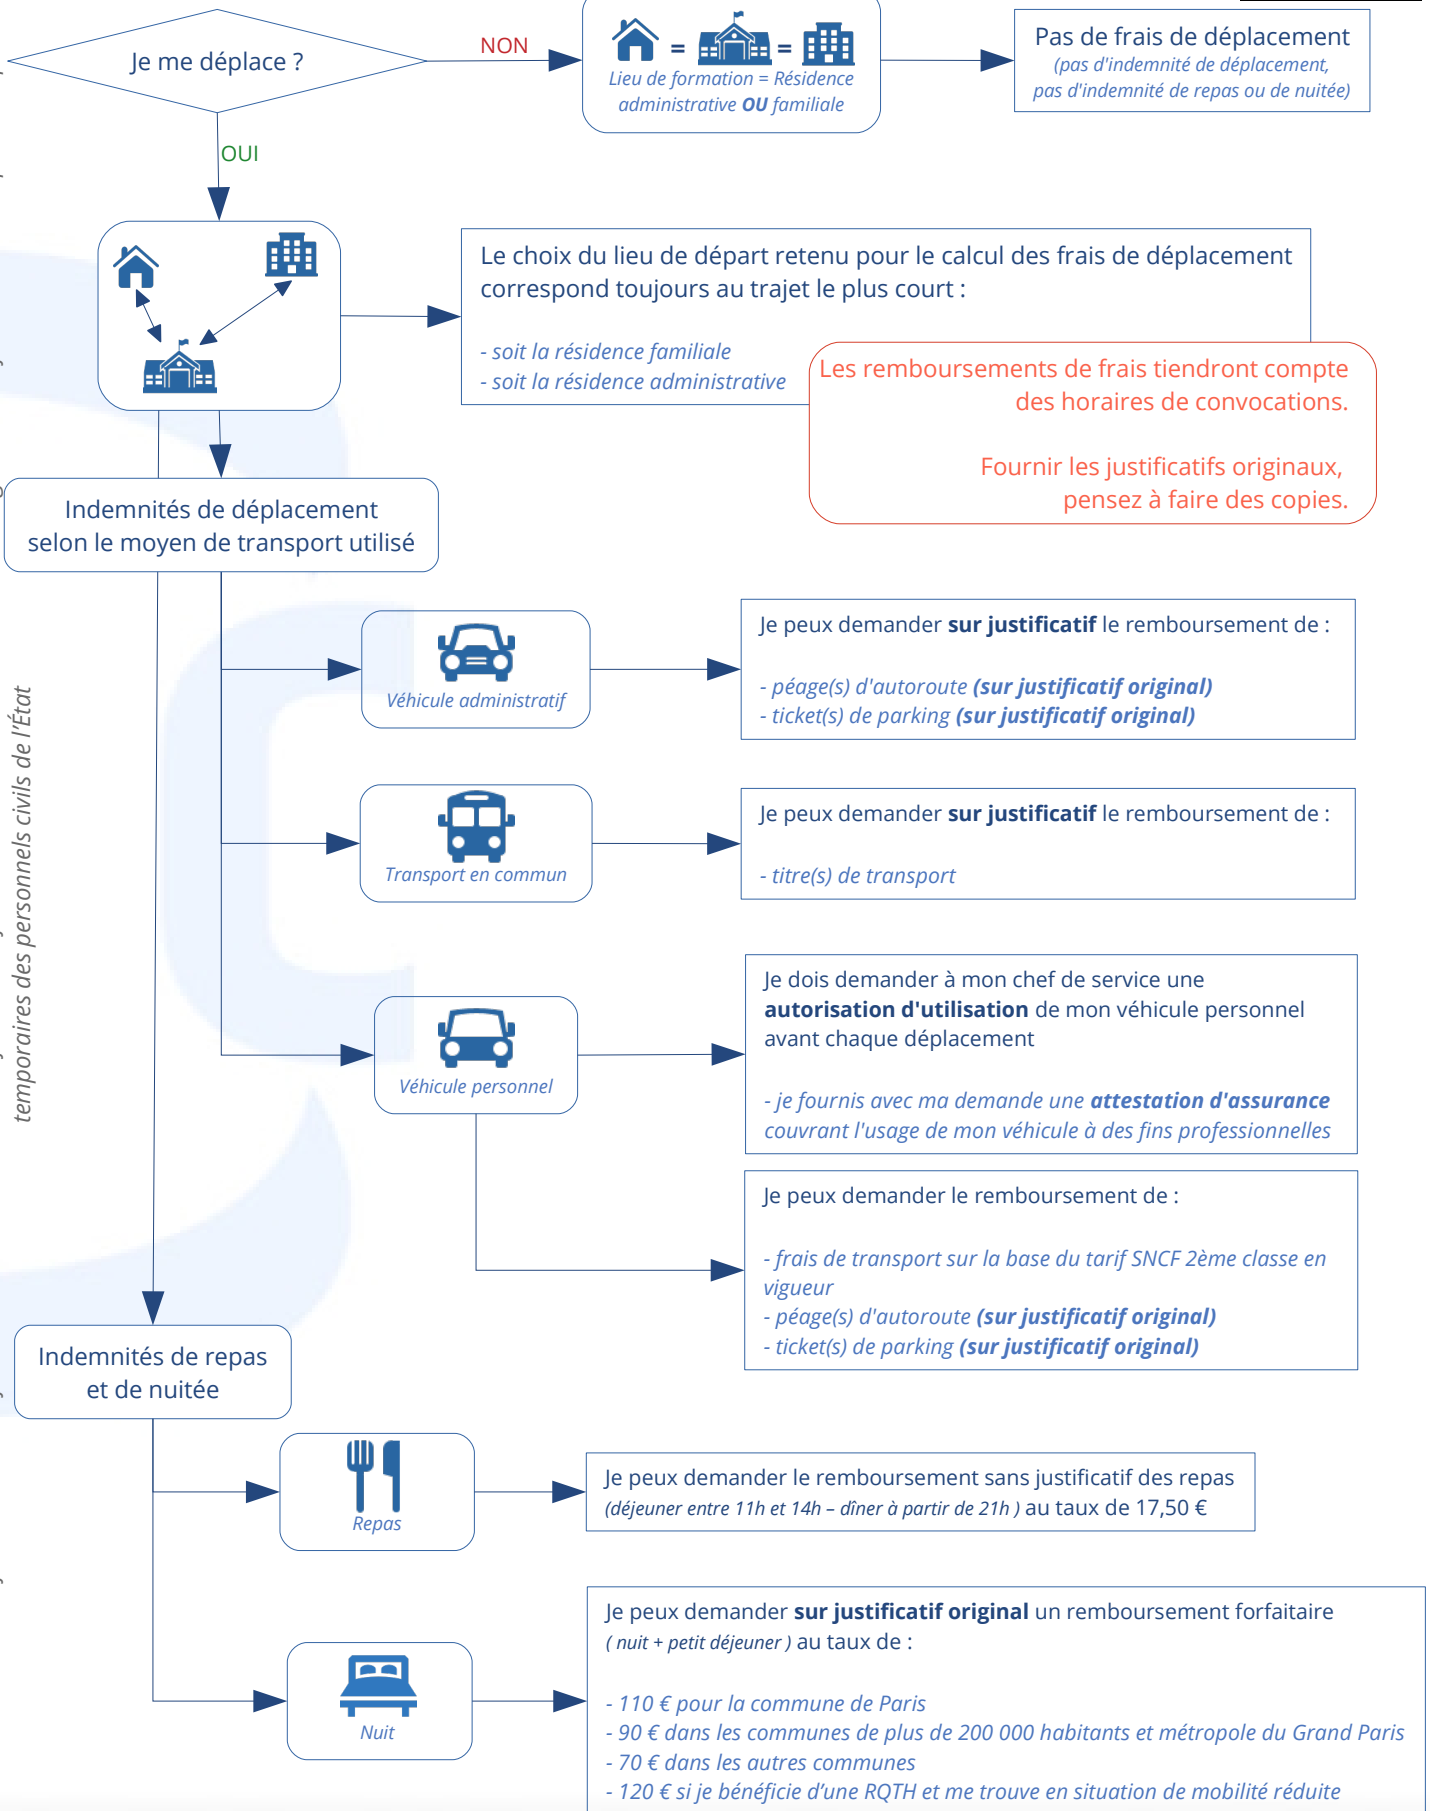 Je me déplace ?
NON
= =
Lieu de formation = Résidence
administrative OU familiale
Pas de frais de déplacement
(pas d'indemnité de déplacement,
pas d'indemnité de repas ou de nuitée)
OUI
Le choix du lieu de départ retenu pour le calcul des frais de déplacement
correspond toujours au trajet le plus court :
- soit la résidence familiale
- soit la résidence administrative
Les remboursements de frais tiendront compte
des horaires de convocations.
Fournir les justificatifs originaux,
pensez à faire des copies.
Indemnités de déplacement
selon le moyen de transport utilisé
Véhicule administratif
Je peux demander sur justificatif le remboursement de :
- péage(s) d'autoroute (sur justificatif original)
- ticket(s) de parking (sur justificatif original)
temporaires des personnels civils de l'État
Transport en commun
Je peux demander sur justificatif le remboursement de :
- titre(s) de transport
Véhicule personnel
Je dois demander à mon chef de service une
autorisation d'utilisation de mon véhicule personnel
avant chaque déplacement
- je fournis avec ma demande une attestation d'assurance
couvrant l'usage de mon véhicule à des fins professionnelles
Je peux demander le remboursement de :
- frais de transport sur la base du tarif SNCF 2ème classe en
vigueur
- péage(s) d'autoroute (sur justificatif original)
- ticket(s) de parking (sur justificatif original)
Indemnités de repas
et de nuitée
Repas
Je peux demander le remboursement sans justificatif des repas
(déjeuner entre 11h et 14h – dîner à partir de 21h ) au taux de 17,50 €
Nuit
Je peux demander sur justificatif original un remboursement forfaitaire
( nuit + petit déjeuner ) au taux de :
- 110 € pour la commune de Paris
- 90 € dans les communes de plus de 200 000 habitants et métropole du Grand Paris
- 70 € dans les autres communes
- 120 € si je bénéficie d’une RQTH et me trouve en situation de mobilité réduite